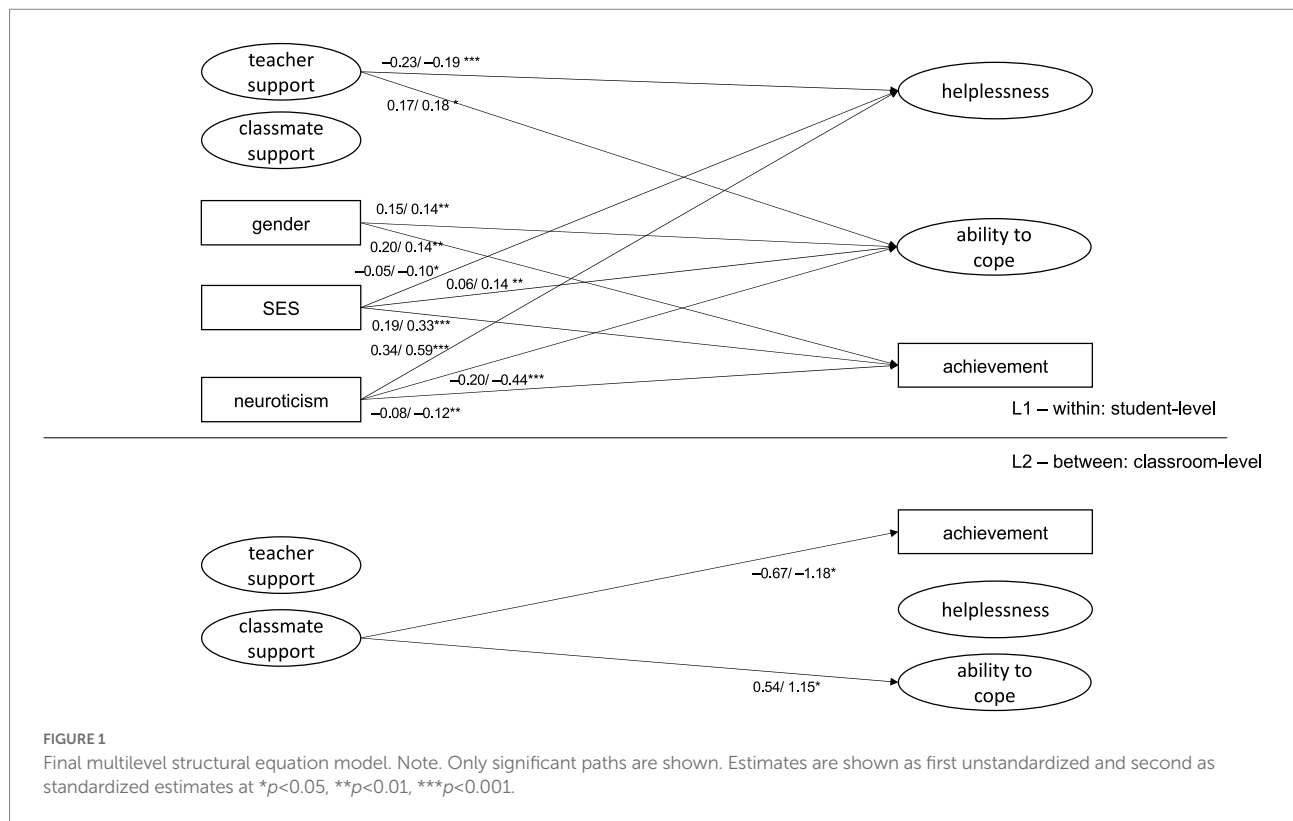 teacher
support
−0.23/ −0.19 ***
0.17/ 0.18 *
helplessness
classmate
support
gender
0.15/ 0.14**
0.20/ 0.14**
ability to
cope
−0.05/ −0.10*
0.06/ 0.14 **
SES
0.19/ 0.33***
0.34/ 0.59***
neuroticism
−0.20/ −0.44***
−0.08/ −0.12**
achievement
L1 – within: student-level
L2 – between: classroom-level
teacher
support
classmate
support
achievement
−0.67/ −1.18*
helplessness
0.54/ 1.15*
ability to
cope
FIGURE 1
Final multilevel structural equation model. Note. Only significant paths are shown. Estimates are shown as first unstandardized and second as
standardized estimates at *p<0.05, **p<0.01, ***p<0.001.